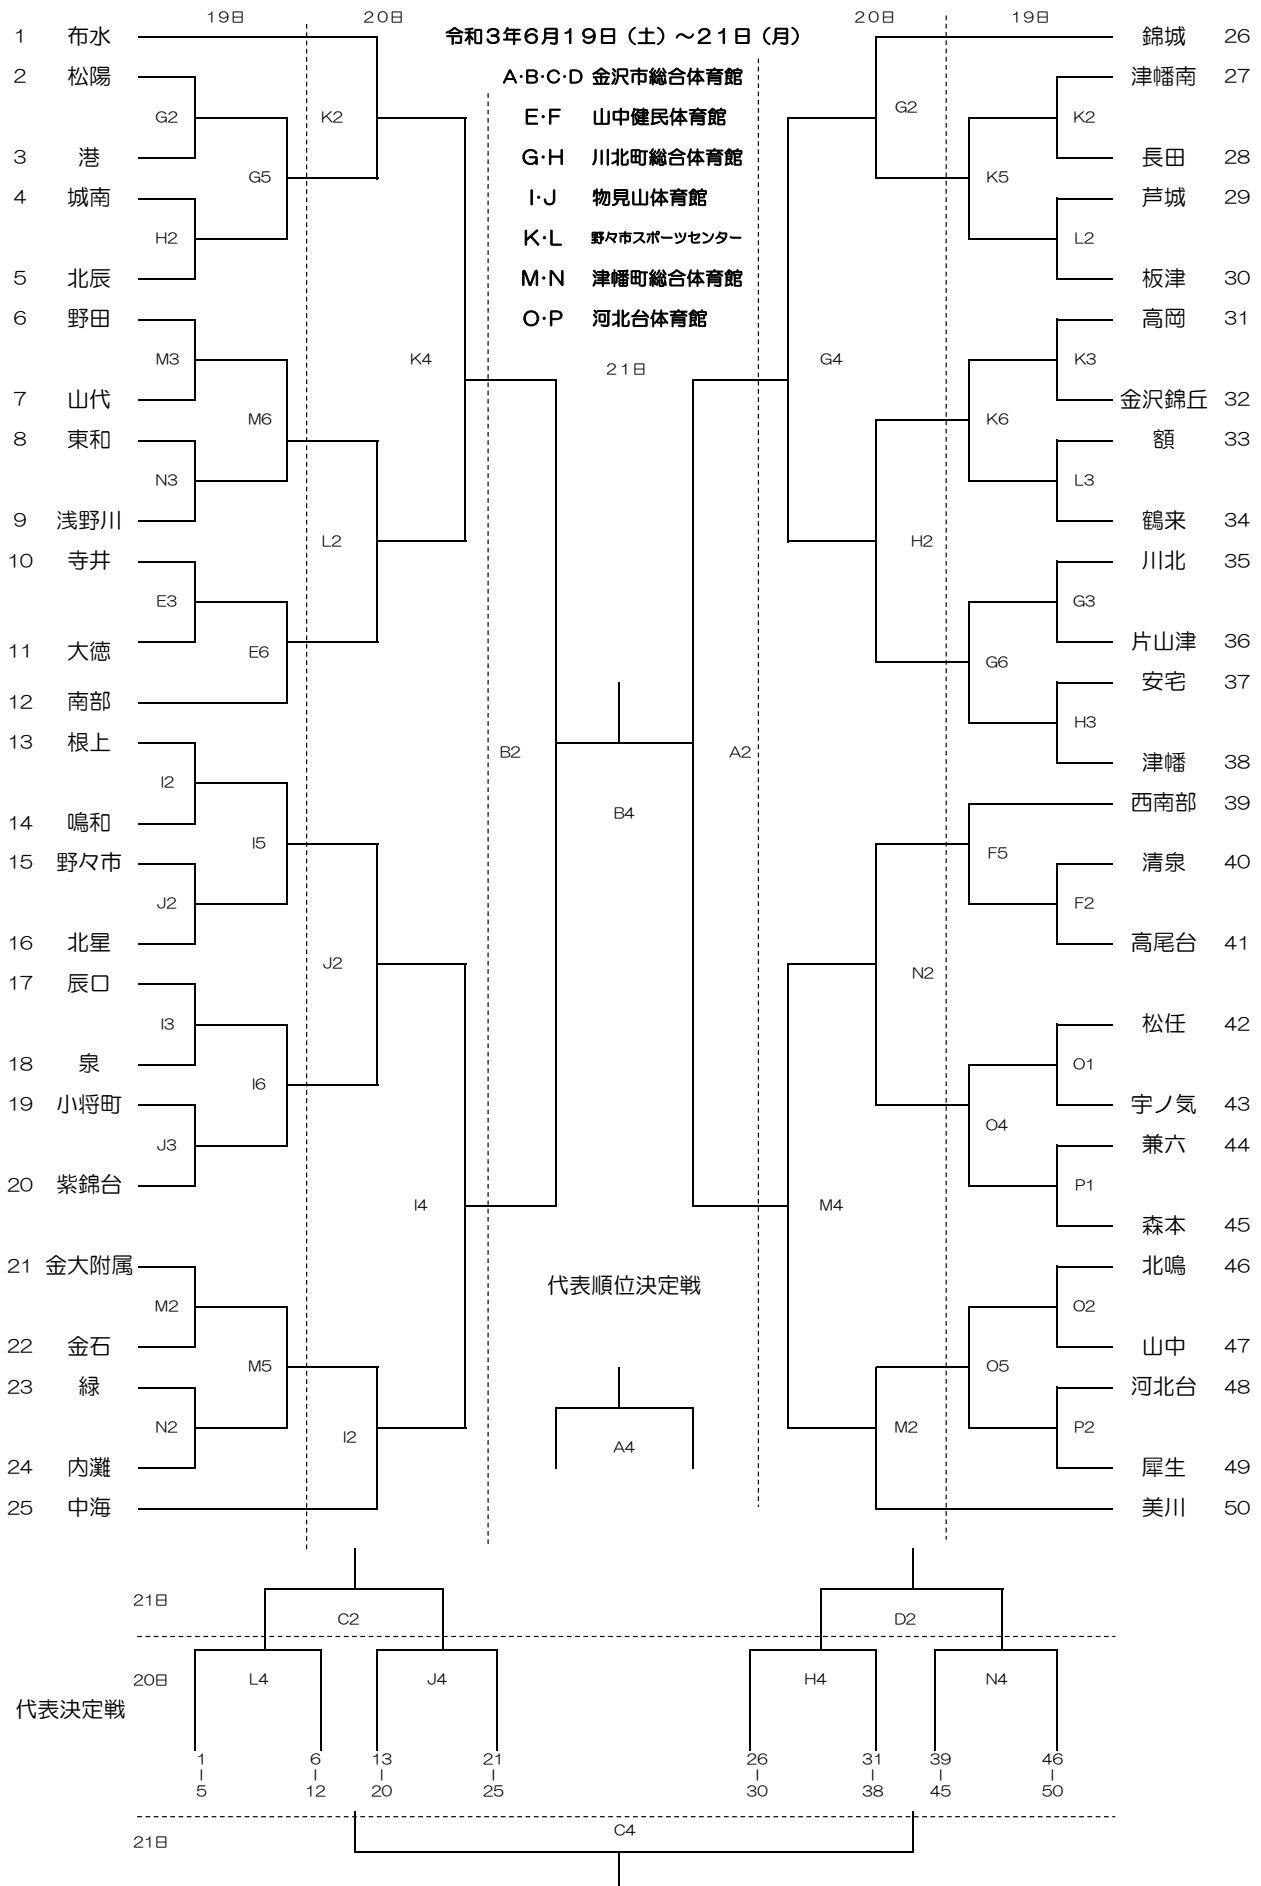 19日 20日 令和3年6月19日（土）～21日（月） 20日 19日
1 布水 錦城 26
2 松陽 A·B·C·D 金沢市総合体育館 津幡南 27
G2 K2 E·F 山中健民体育館 G2 K2
3 港 G·H 川北町総合体育館 長田 28
G5 K5
4 城南 I·J 物見山体育館 芦城 29
H2 K·L 野々市スポーツセンター L2
5 北辰 M·N 津幡町総合体育館 板津 30
6 野田 O·P 河北台体育館 高岡 31
M3 K4 21日 G4 K3
7 山代 金沢錦丘 32
M6 K6
8 東和 額 33
N3 L3
9 浅野川 鶴来 34
L2 H2
10 寺井 川北 35
E3 G3
11 大徳 片山津 36
E6 G6
12 南部 安宅 37
H3
13 根上 B2 A2 津幡 38
I2
14 鳴和 B4 西南部 39
I5 F5
15 野々市 清泉 40
J2 F2
16 北星 高尾台 41
J2 N2
17 辰口
I3 松任 42
18 泉 O1
I6
19 小将町 宇ノ気 43
O4
J3 兼六 44
20 紫錦台 P1
I4 M4
森本 45
21 金大附属 代表順位決定戦 北鳴 46
M2 O2
22 金石 山中 47
M5 O5
23 緑 河北台 48
N2 I2 A4 M2 P2
24 内灘 犀生 49
25 中海 美川 50
21日 C2 D2
20日 L4 J4 H4 N4
代表決定戦
1 6 13 21 26 31 39 46
| | | | | | | |
5 12 20 25 30 38 45 50
C4
21日